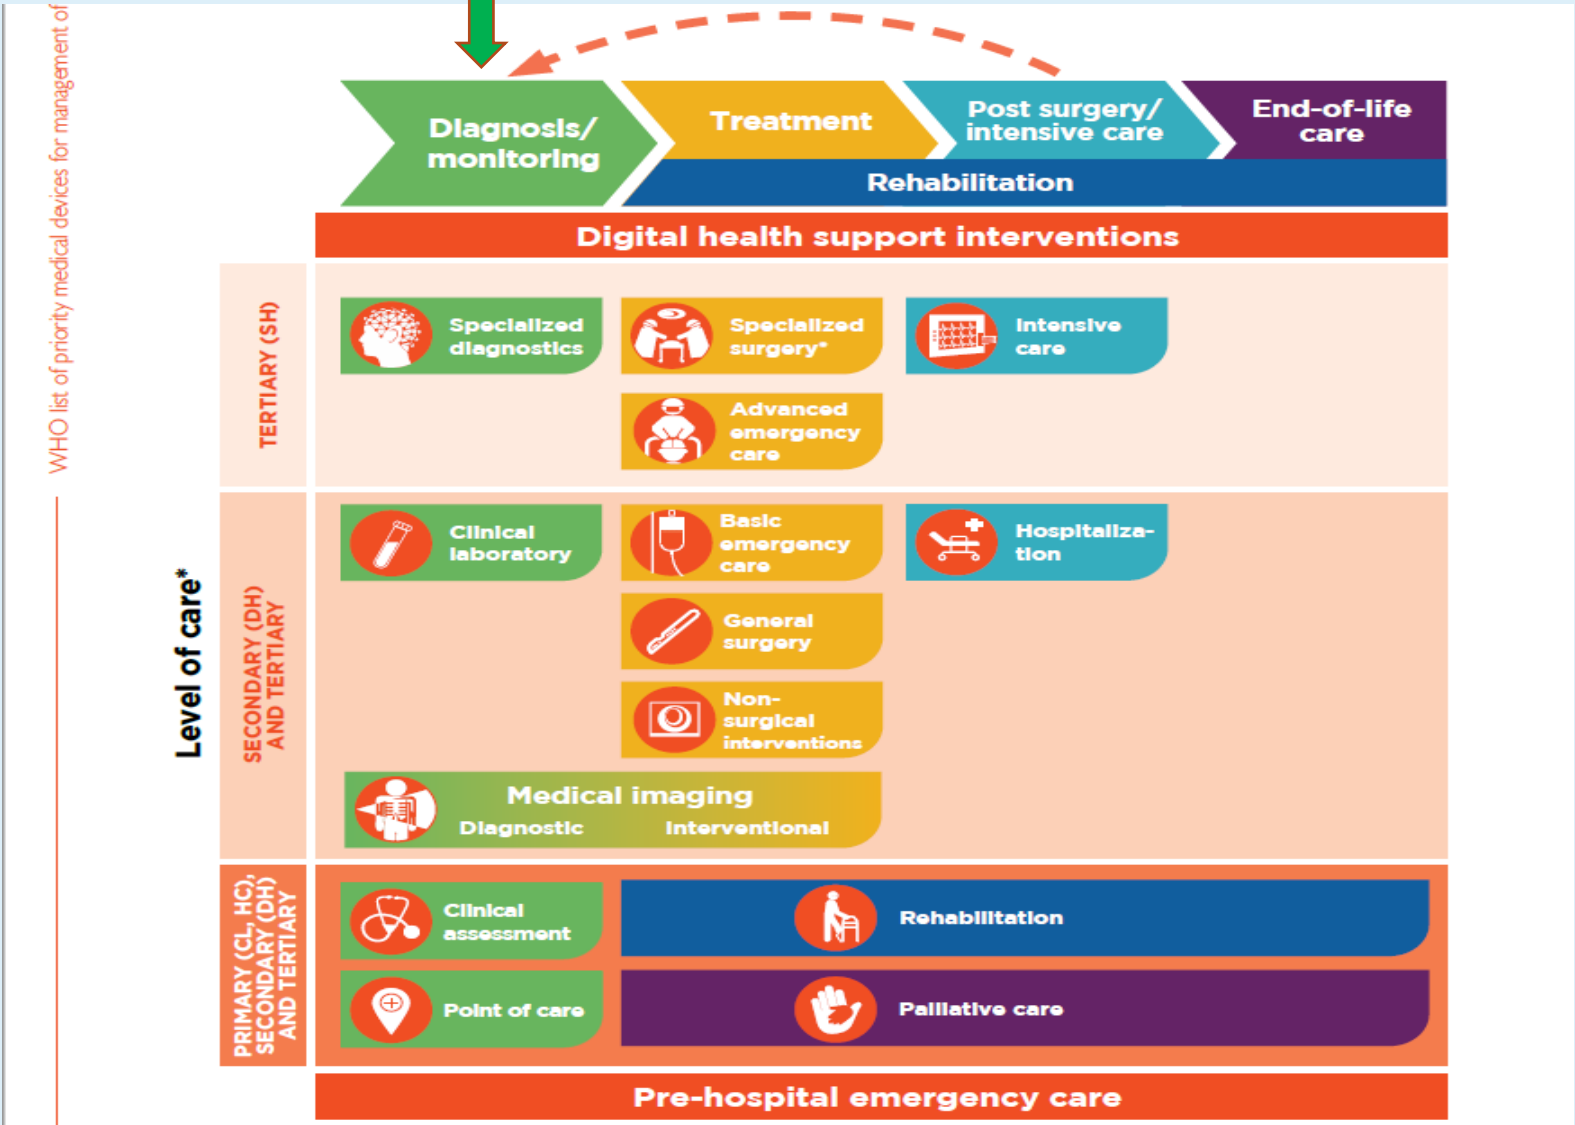 WHO list of priority medical devices for management of
Diagnosis/
monitoring
Treatment
Post surgery/
intensive care
End-of-life
care
Rehabilitation
Digital health support interventions
Level of care*
TERTIARY (SH)
Specialized
diagnostics
Specialized
surgery*
Intensive
care
Advanced
emergency
care
SECONDARY (DH)
AND TERTIARY
Clinical
laboratory
Basic
emergency
care
Hospitaliza-
tion
General
surgery
Non-
surgical
interventions
Medical imaging
Diagnostic
Interventional
PRIMARY (CL, HC),
SECONDARY (DH)
AND TERTIARY
Clinical
assessment
Rehabilitation
Point of care
Palliative care
Pre-hospital emergency care